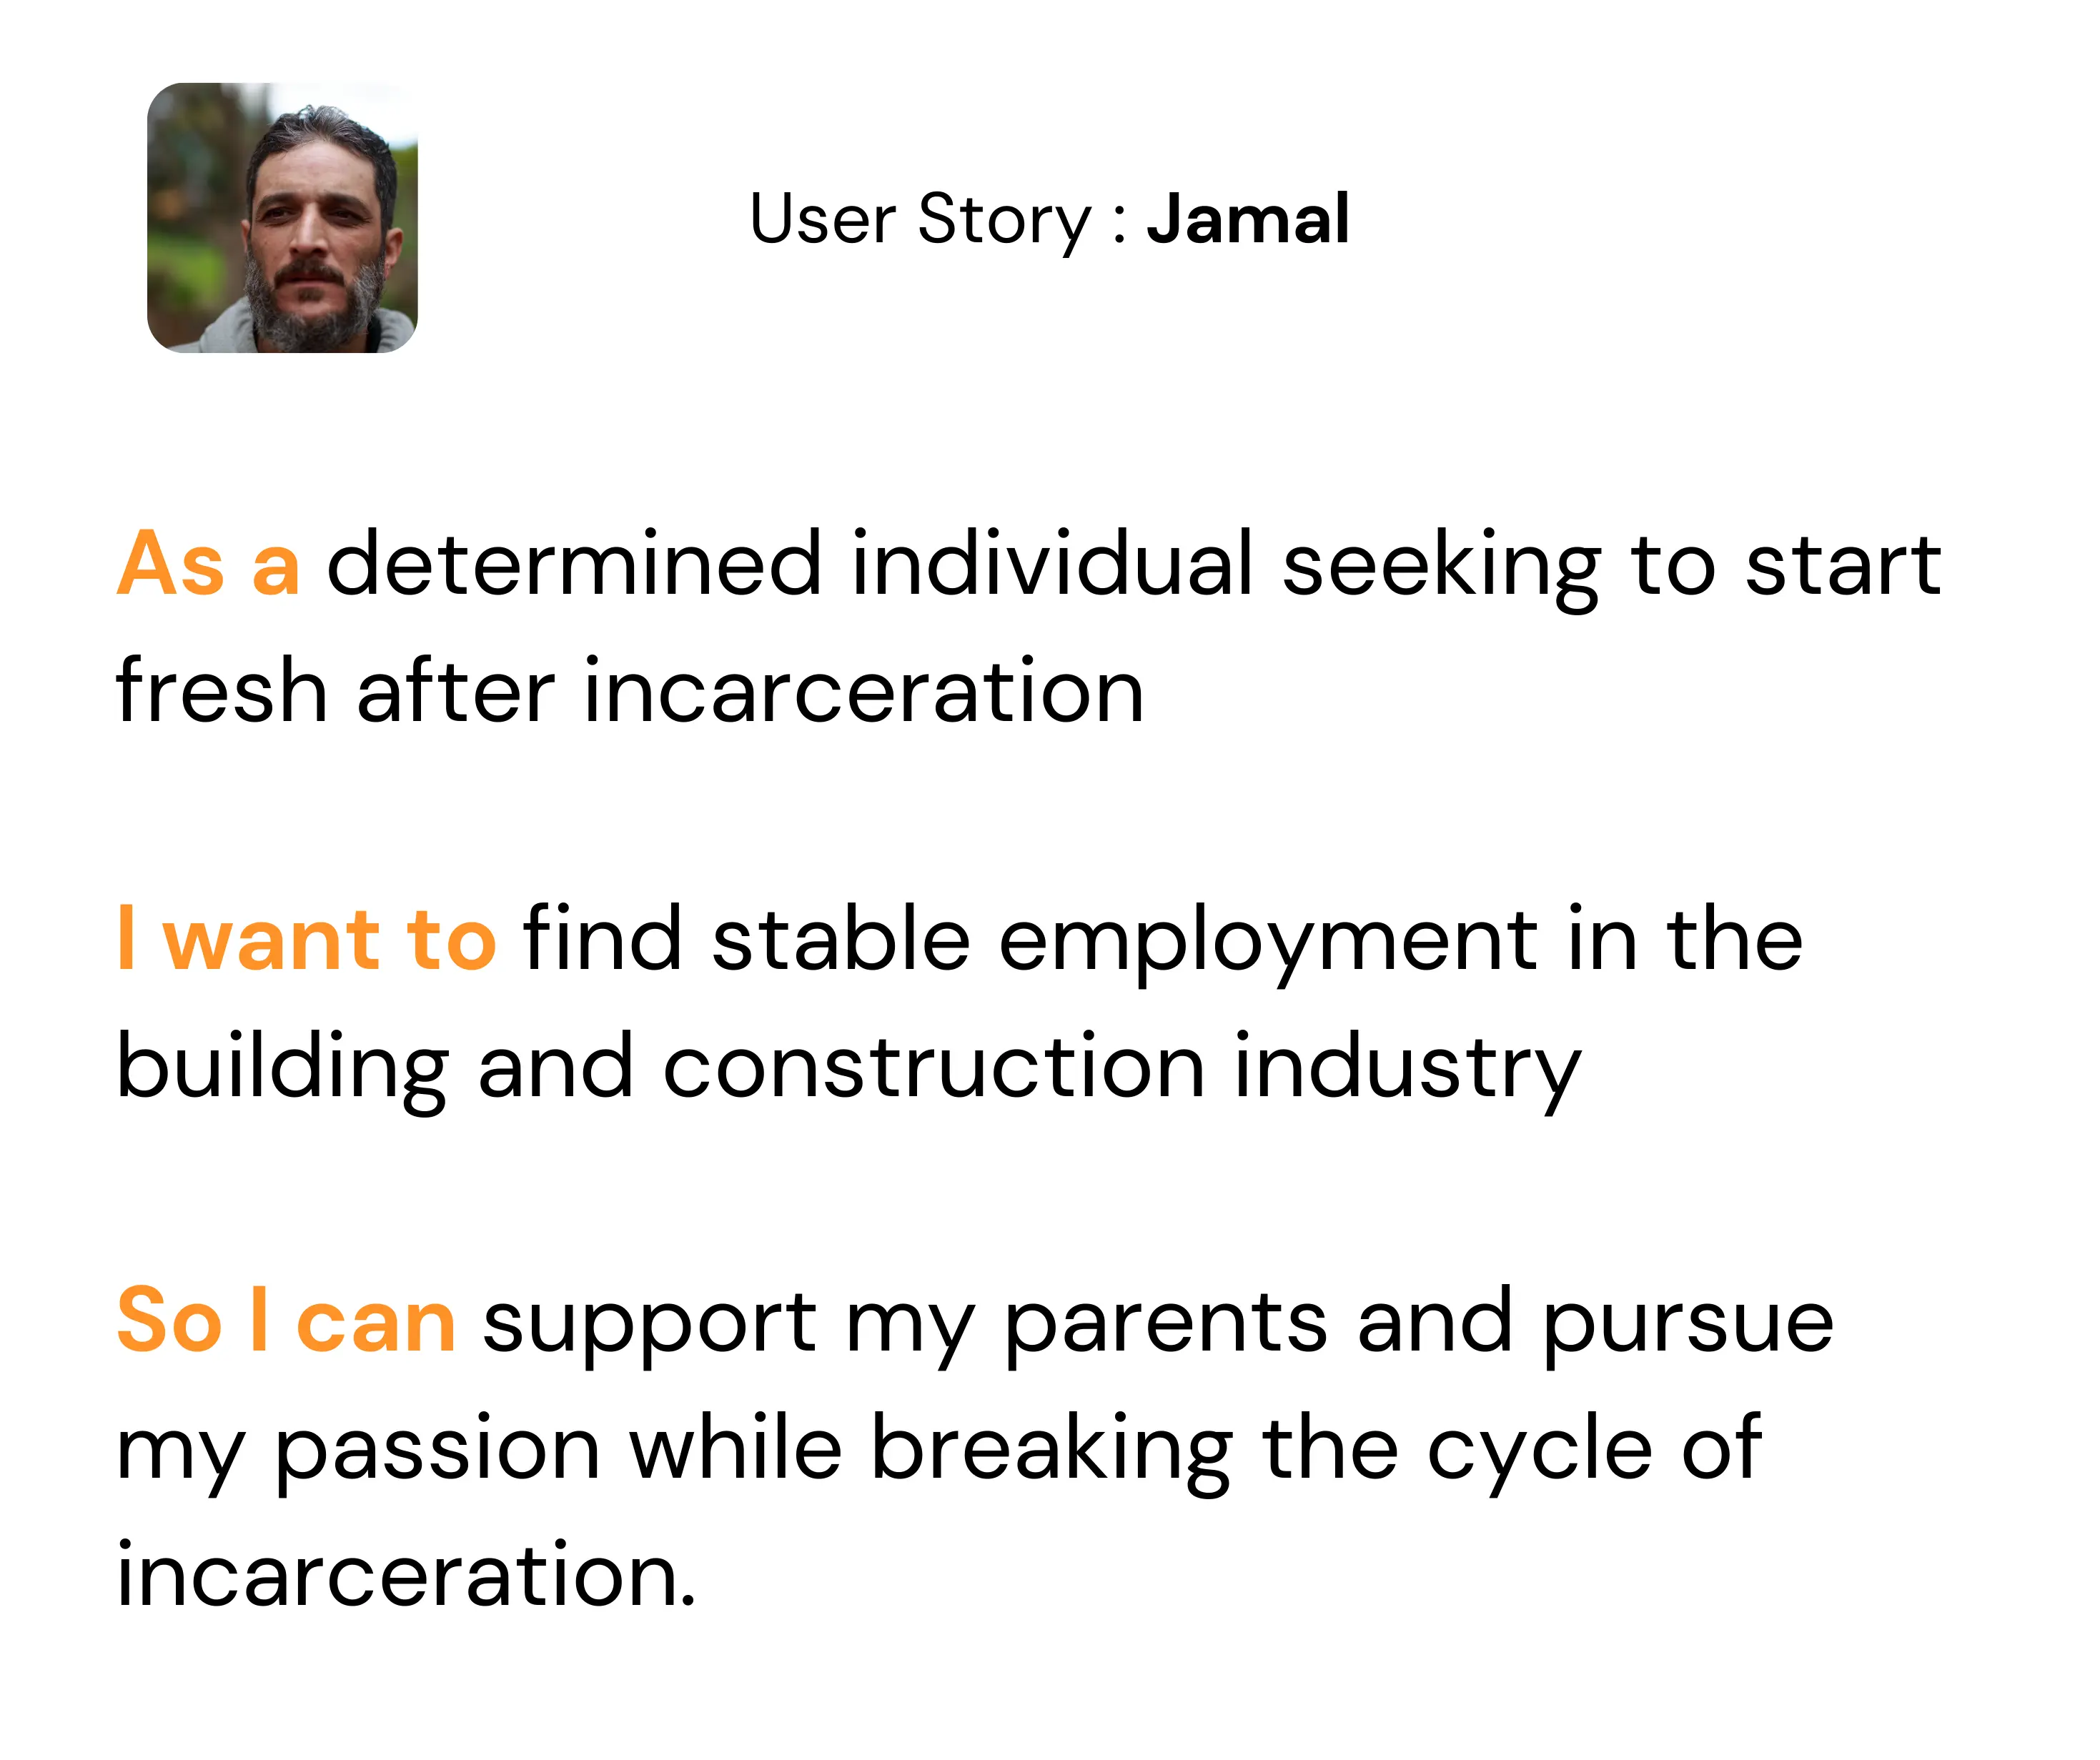 User Story : Jamal
As a determined individual seeking to start
fresh after incarceration
I want to find stable employment in the
building and construction industry
So I can support my parents and pursue
my passion while breaking the cycle of
incarceration.